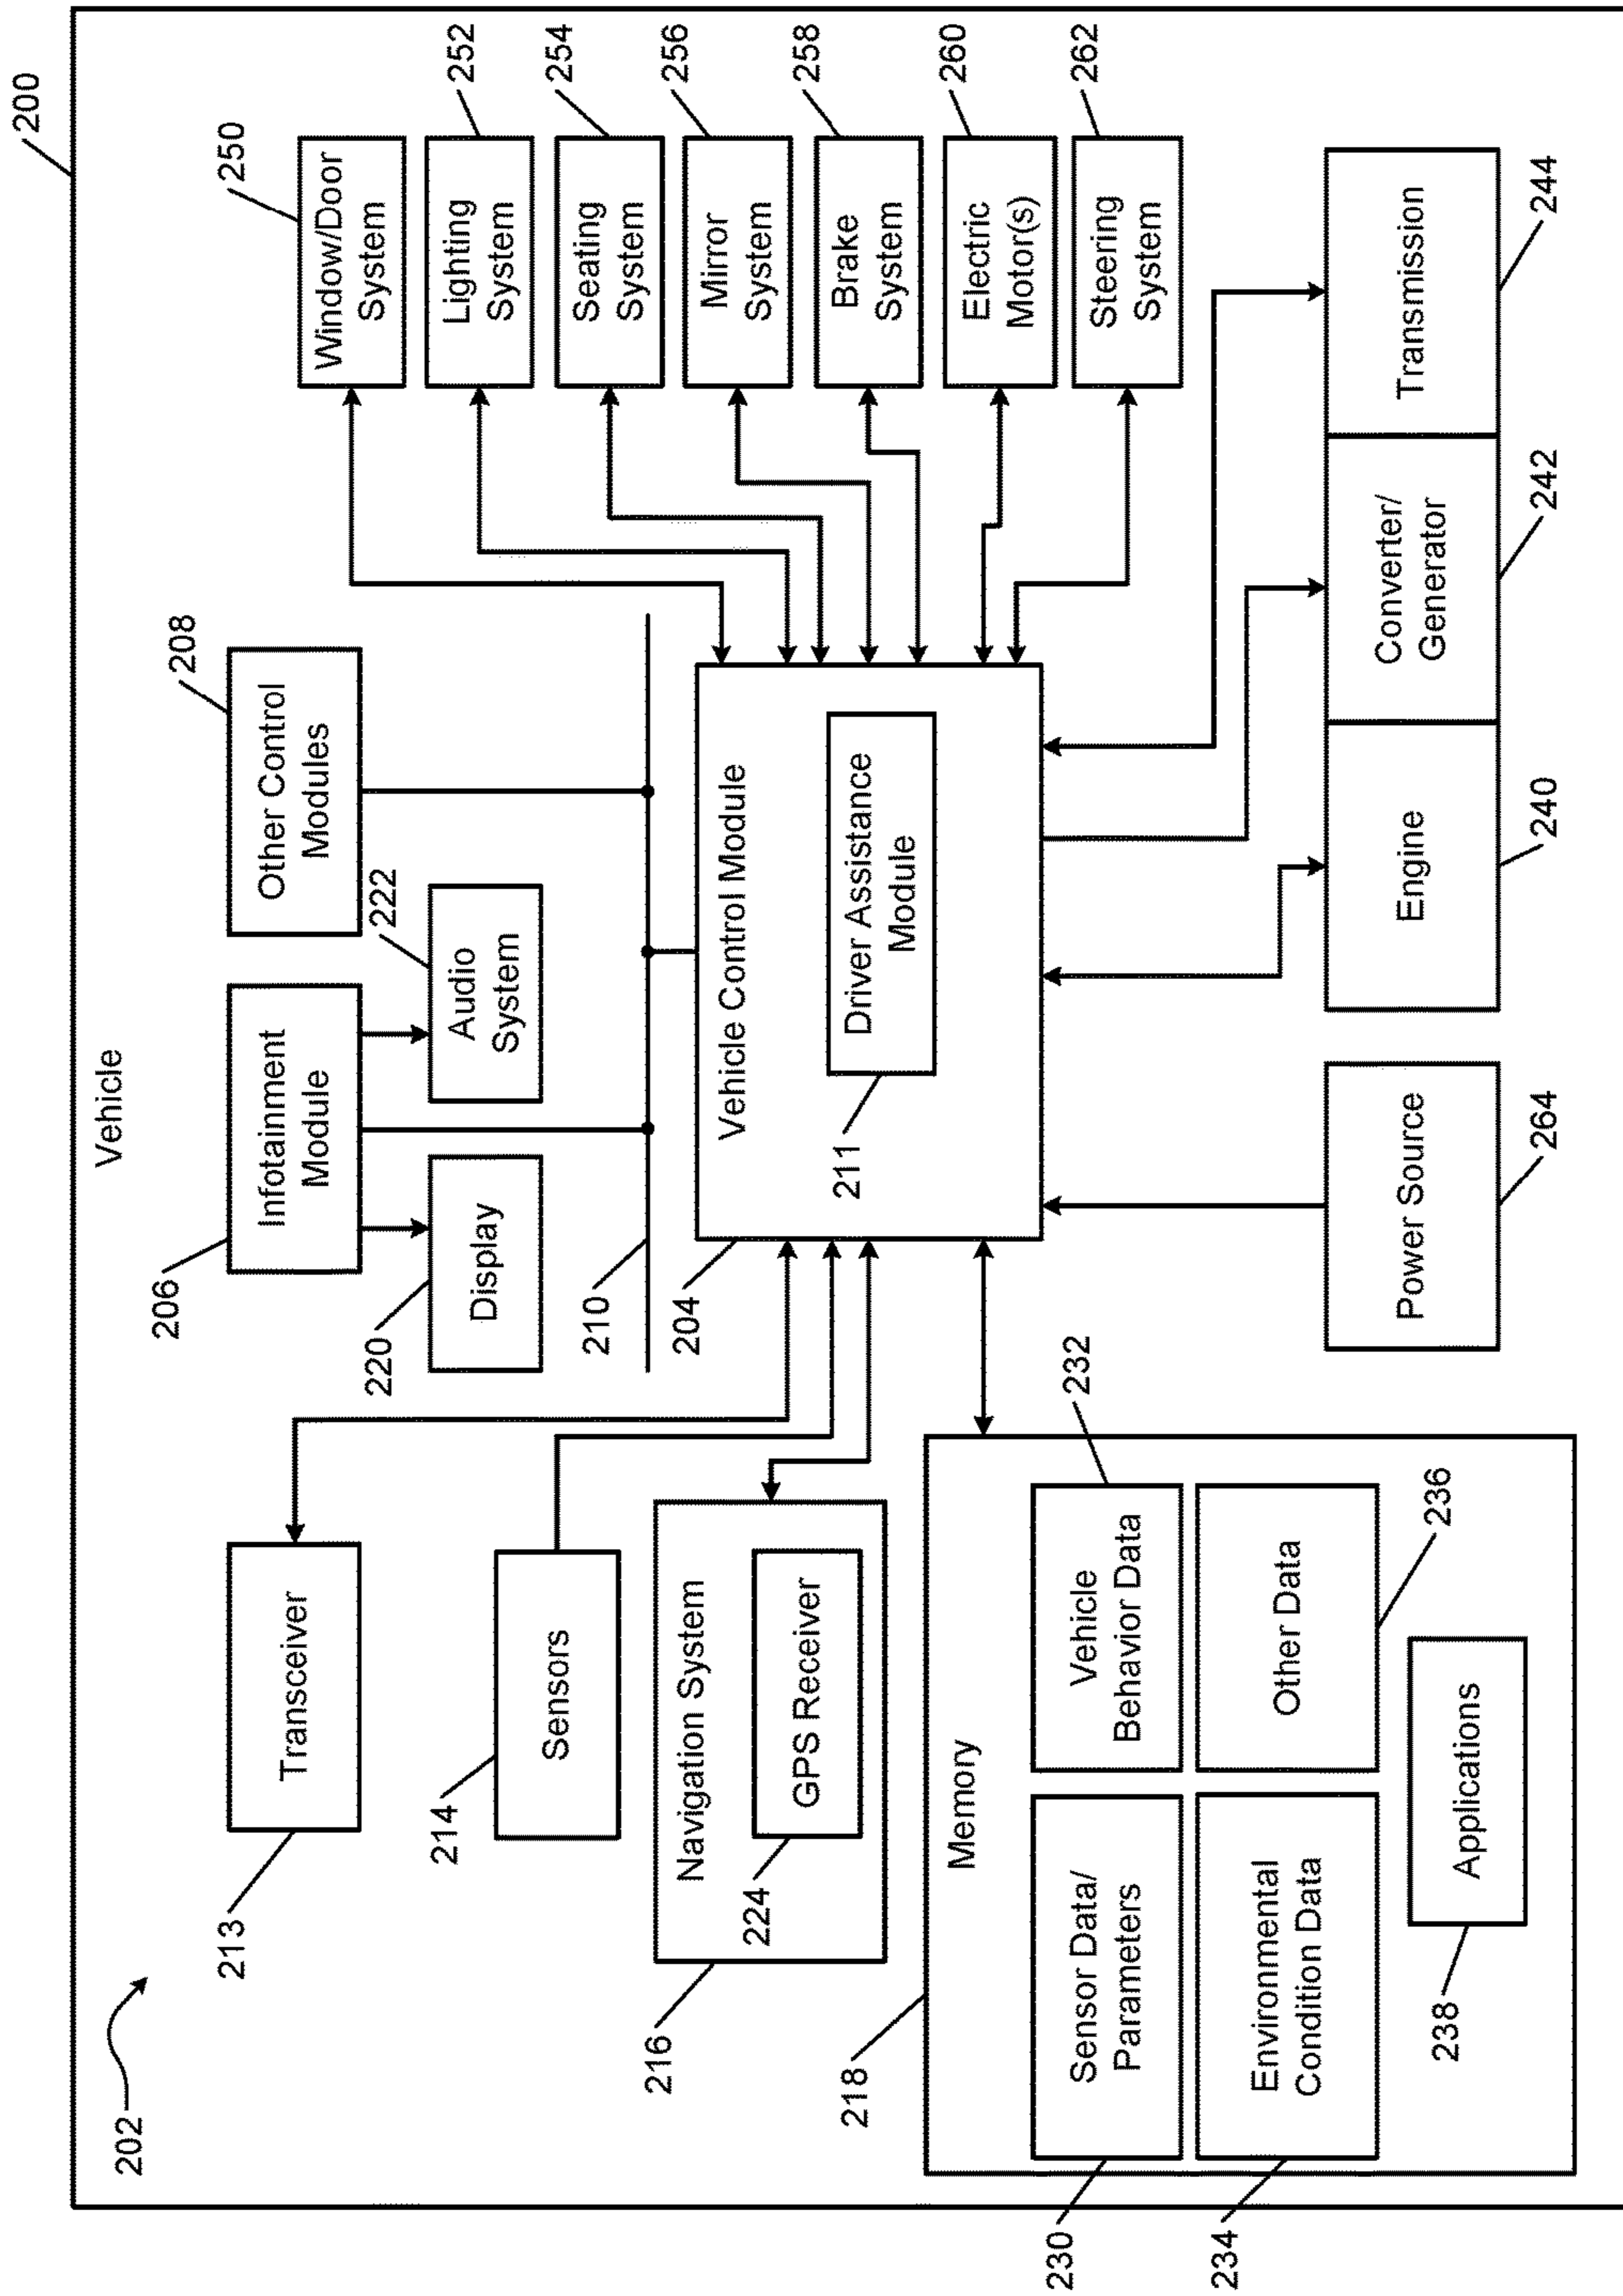 200
Vehicle
202
206
Infotainment
Module
208
Other Control
Modules
213
Transceiver
220
Display
222
Audio
System
210
204
Vehicle Control Module
211
Driver Assistance
Module
214
Sensors
216
Navigation System
224
GPS Receiver
250
Window/Door
System
252
Lighting
System
254
Seating
System
256
Mirror
System
258
Brake
System
260
Electric
Motor(s)
262
Steering
System
218
Memory
230
Sensor Data/
Parameters
232
Vehicle
Behavior Data
234
Environmental
Condition Data
236
Other Data
238
Applications
Power Source
264
Engine
240
Converter/
Generator
242
Transmission
244